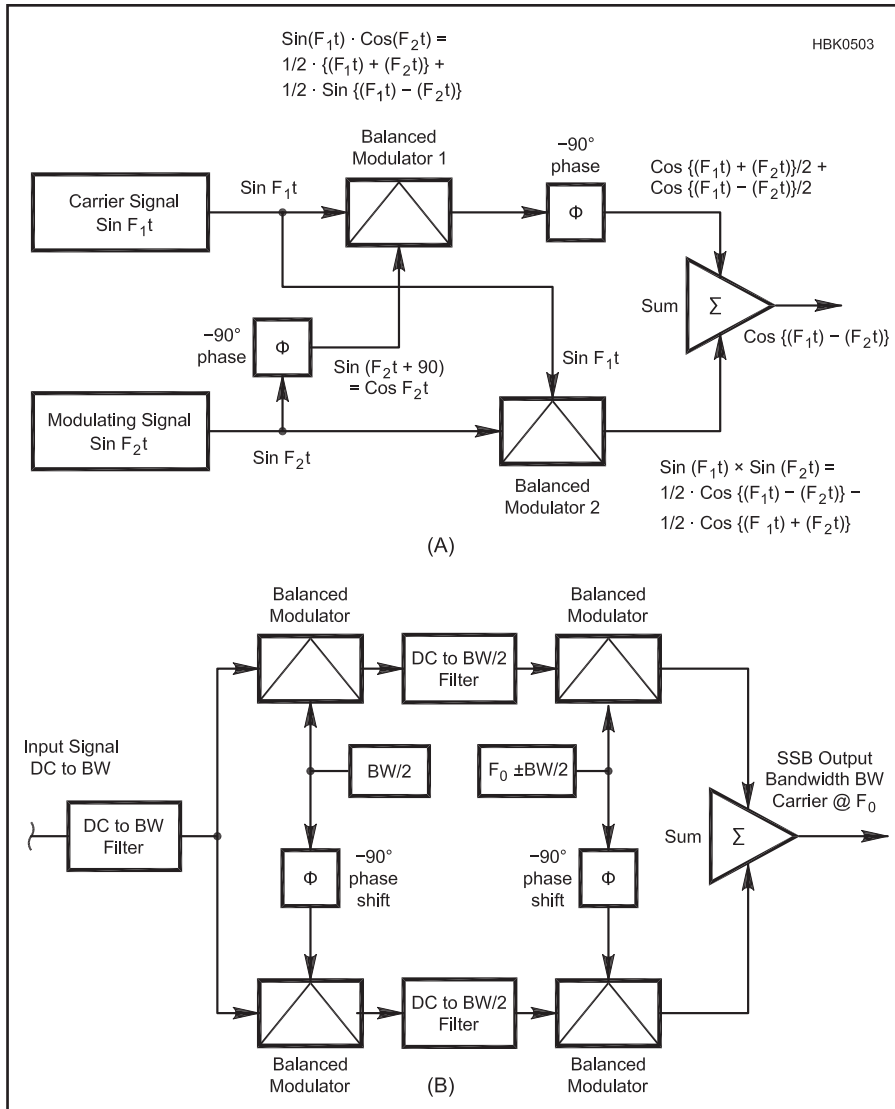 Sin(F₁t) · Cos(F₂t) =
1/2 · {(F₁t) + (F₂t)} +
1/2 · Sin {(F₁t) – (F₂t)}
HBK0503
Balanced
Modulator 1
–90°
phase
Cos {(F₁t) + (F₂t)}/2 +
Cos {(F₁t) – (F₂t)}/2
Carrier Signal
Sin F₁t
Sin F₁t
Φ
Sum
Σ
Cos {(F₁t) – (F₂t)}
–90°
phase
Φ
Sin (F₂t + 90)
= Cos F₂t
Sin F₁t
Modulating Signal
Sin F₂t
Sin F₂t
Balanced
Modulator 2
Sin (F₁t) × Sin (F₂t) =
1/2 · Cos {(F₁t) – (F₂t)} –
1/2 · Cos {(F ₁t) + (F₂t)}
(A)
Balanced
Modulator
Balanced
Modulator
DC to BW/2
Filter
Input Signal
DC to BW
BW/2
F₀ ±BW/2
SSB Output
Bandwidth BW
Carrier @ F₀
DC to BW
Filter
Φ
–90°
phase
shift
–90°
phase
shift
Φ
Sum
Σ
DC to BW/2
Filter
Balanced
Modulator
Balanced
Modulator
(B)